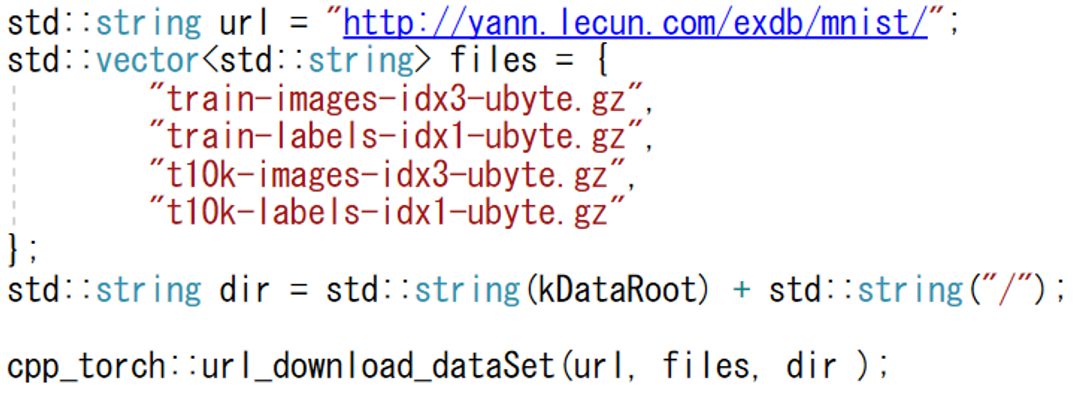 std::string url = "http://yann.lecun.com/exdb/mnist/";
std::vector<std::string> files = {
"train-images-idx3-ubyte.gz",
"train-labels-idx1-ubyte.gz",
"t10k-images-idx3-ubyte.gz",
"t10k-labels-idx1-ubyte.gz"
};
std::string dir = std::string(kDataRoot) + std::string("/");
cpp_torch::url_download_dataSet(url, files, dir );